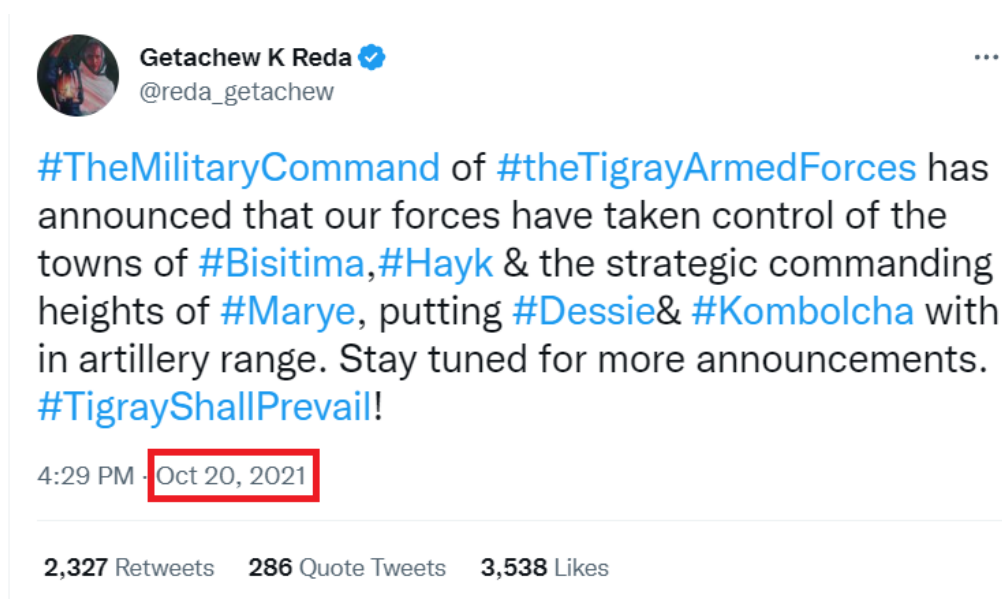 Getachew K Reda
@reda_getachew
#TheMilitaryCommand of #theTigrayArmedForces has
announced that our forces have taken control of the
towns of #Bisitima,#Hayk & the strategic commanding
heights of #Marye, putting #Dessie& #Kombolcha with
in artillery range. Stay tuned for more announcements.
#TigrayShallPrevail!
4:29 PM · Oct 20, 2021
2,327 Retweets 286 Quote Tweets 3,538 Likes